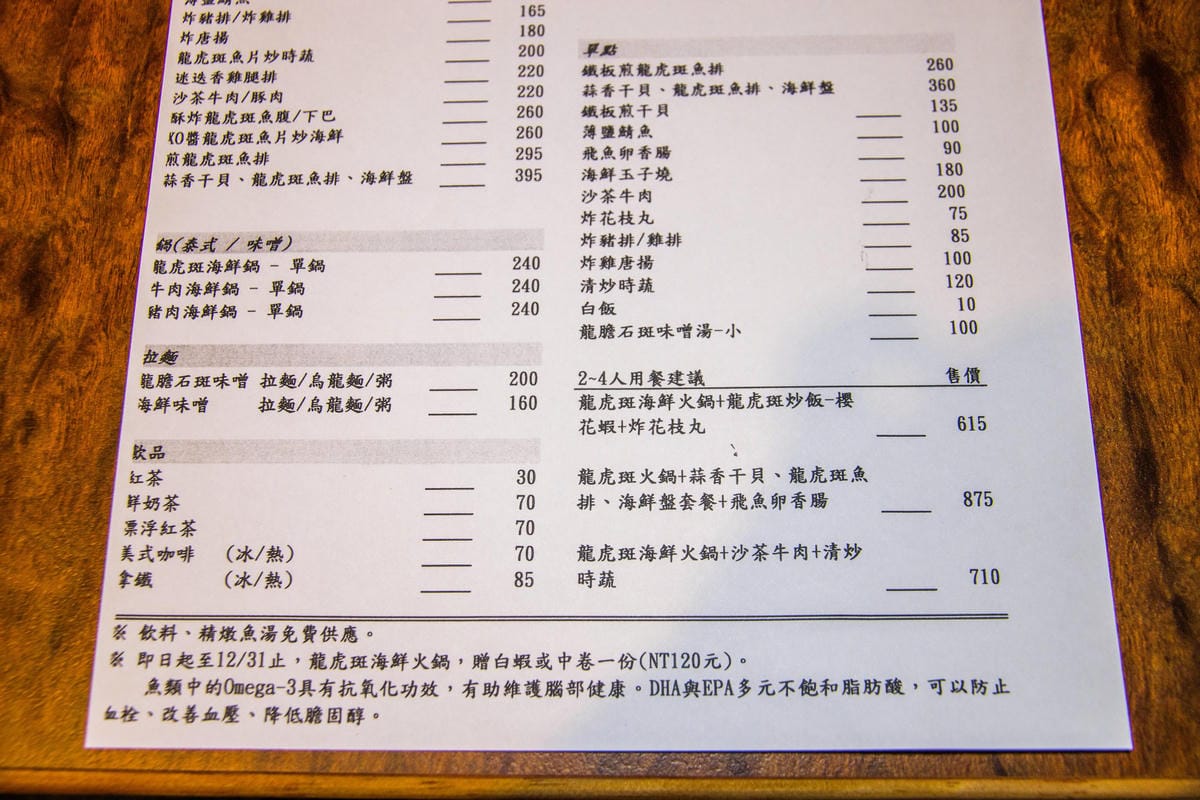 炸豬排/炸雞排 165
炸唐揚 180
龍虎斑魚片炒時蔬 200
迷迭香雞腿排 220
沙茶牛肉/豚肉 220
酥炸龍虎斑魚腹/下巴 260
XO醬龍虎斑魚片炒海鮮 260
煎龍虎斑魚排 295
蒜香干貝、龍虎斑魚排、海鮮盤 395
鍋(泰式 / 味噌)
龍虎斑海鮮鍋 - 單鍋 240
牛肉海鮮鍋 - 單鍋 240
豬肉海鮮鍋 - 單鍋 240
拉麵
龍膽石斑味噌 拉麵/烏龍麵/粥 200
海鮮味噌 拉麵/烏龍麵/粥 160
飲品
紅茶 30
鮮奶茶 70
漂浮紅茶 70
美式咖啡 (冰/熱) 70
拿鐵 (冰/熱) 85
單點
鐵板煎龍虎斑魚排 260
蒜香干貝、龍虎斑魚排、海鮮盤 360
鐵板煎干貝 135
薄鹽鯖魚 100
飛魚卵香腸 90
海鮮玉子燒 180
沙茶牛肉 200
炸花枝丸 75
炸豬排/雞排 85
炸雞唐揚 100
清炒時蔬 120
白飯 10
龍膽石斑味噌湯-小 100
2~4人用餐建議 售價
龍虎斑海鮮火鍋+龍虎斑炒飯-櫻
花蝦+炸花枝丸 615
龍虎斑火鍋+蒜香干貝、龍虎斑魚
排、海鮮盤套餐+飛魚卵香腸 875
龍虎斑海鮮火鍋+沙茶牛肉+清炒
時蔬 710
※ 飲料、精燉魚湯免費供應。
※ 即日起至12/31止，龍虎斑海鮮火鍋，贈白蝦或中卷一份(NT120元)。
魚類中的Omega-3具有抗氧化功效，有助維護腦部健康。DHA與EPA多元不飽和脂肪酸，可以防止
血栓、改善血壓、降低膽固醇。